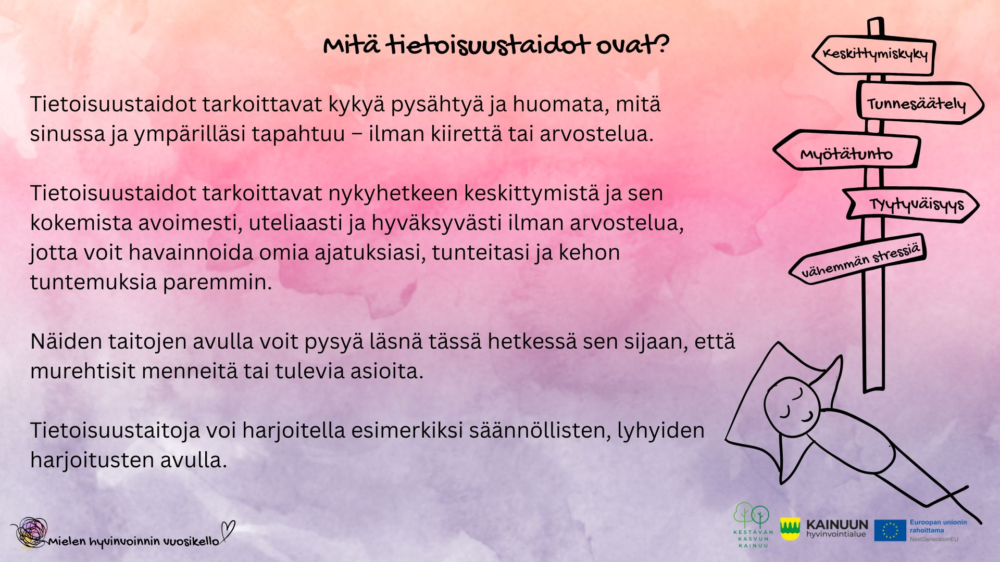 Mitä tietoisuustaidot ovat?
Tietoisuustaidot tarkoittavat kykyä pysähtyä ja huomata, mitä
sinussa ja ympärilläsi tapahtuu – ilman kiirettä tai arvostelua.
Tietoisuustaidot tarkoittavat nykyhetkeen keskittymistä ja sen
kokemista avoimesti, uteliaasti ja hyväksyvästi ilman arvostelua,
jotta voit havainnoida omia ajatuksiasi, tunteitasi ja kehon
tuntemuksia paremmin.
Näiden taitojen avulla voit pysyä läsnä tässä hetkessä sen sijaan, että
murehtisit menneitä tai tulevia asioita.
Tietoisuustaitoja voi harjoitella esimerkiksi säännöllisten, lyhyiden
harjoitusten avulla.
Keskittymiskyky
Tunnesäätely
Myötätunto
Tyytyväisyys
vähemmän stressiä
Mielen hyvinvoinnin vuosikello
KESTÄVÄN
KASVUN
KAINUU
KAINUUN
hyvinvointialue
Euroopan unionin
rahoittama
NextGenerationEU